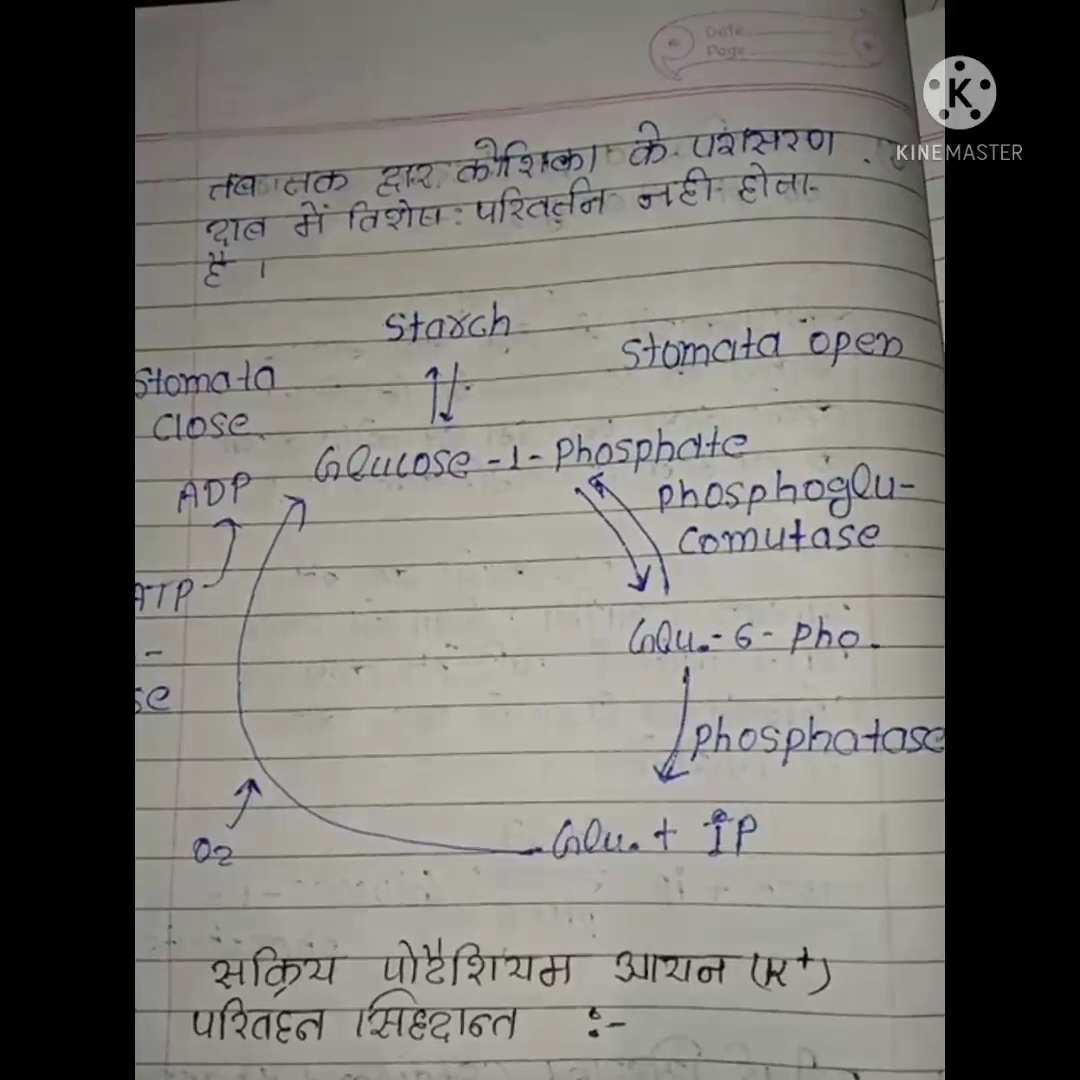 Date
Page
KINEMASTER
तब तक द्वार कोशिका के परासरण
दाब में विशेष: परिवर्तन नही होता
है ।
Starch
Stomata open
Stomata
close
Glucose-1-Phosphate
ADP
phosphoglu-
comutase
ATP
Glu.-6-pho.
-
se
phosphatase
O2
Glu. + IP
सक्रिय पोटैशियम आयन (K+)
परिवहन सिद्दान्त :-